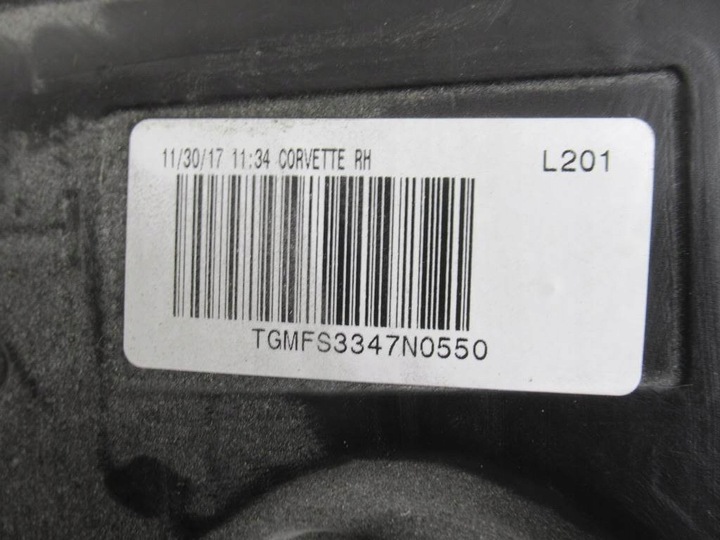 11/30/17 11:34 CORVETTE RH L201
TGMFS3347N0550